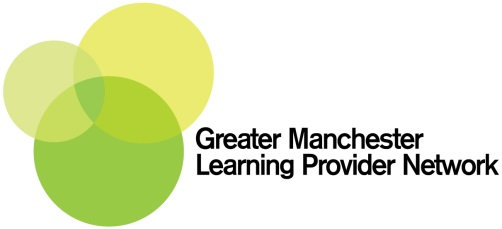 Greater Manchester
Learning Provider Network